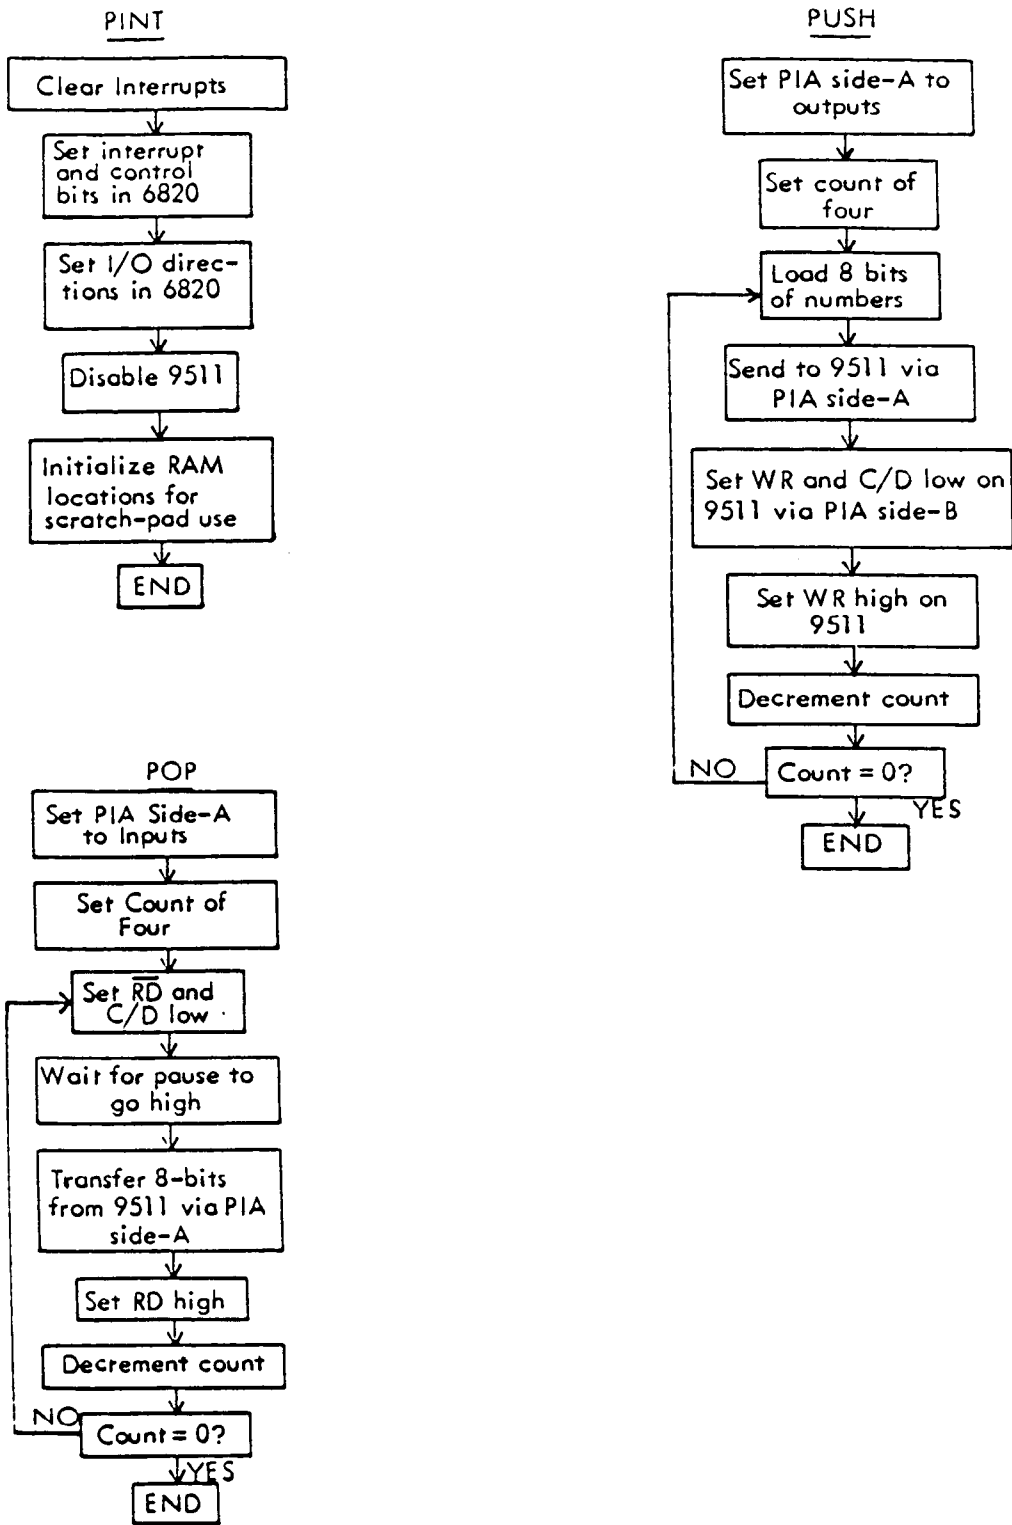 PINT
Clear Interrupts
Set interrupt
and control
bits in 6820
Set I/O direc-
tions in 6820
Disable 9511
Initialize RAM
locations for
scratch-pad use
END
PUSH
Set PIA side-A to
outputs
Set count of
four
Load 8 bits
of numbers
Send to 9511 via
PIA side-A
Set WR and C/D low on
9511 via PIA side-B
Set WR high on
9511
Decrement count
Count = 0?
NO
YES
END
POP
Set PIA Side-A
to Inputs
Set Count of
Four
Set R̅D̅ and
C/D low
Wait for pause to
go high
Transfer 8-bits
from 9511 via PIA
side-A
Set RD high
Decrement count
Count = 0?
NO
YES
END